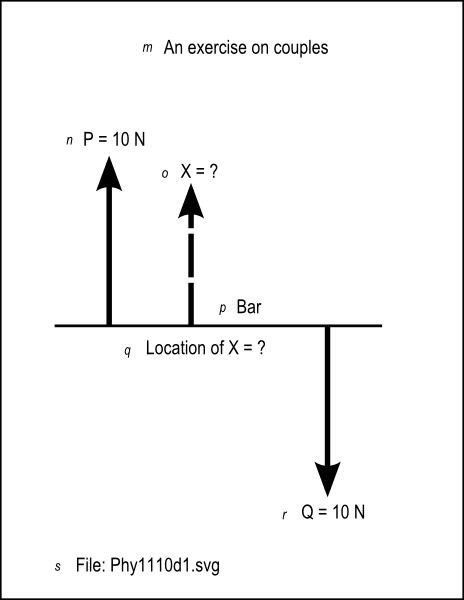 m An exercise on couples
n P = 10 N
o X = ?
p Bar
q Location of X = ?
r Q = 10 N
s File: Phy1110d1.svg